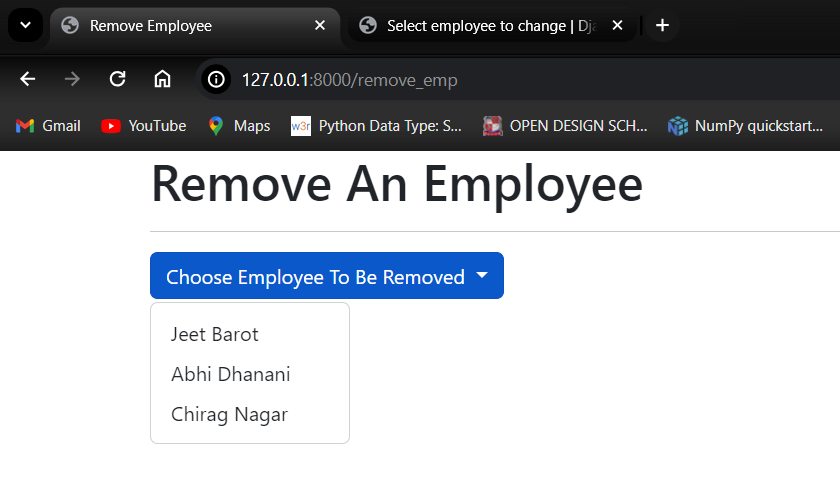 Remove Employee
Select employee to change | Dja
127.0.0.1:8000/remove_emp
Gmail YouTube Maps w3r Python Data Type: S... OPEN DESIGN SCH... NumPy quickstart...
Remove An Employee
Choose Employee To Be Removed
Jeet Barot
Abhi Dhanani
Chirag Nagar